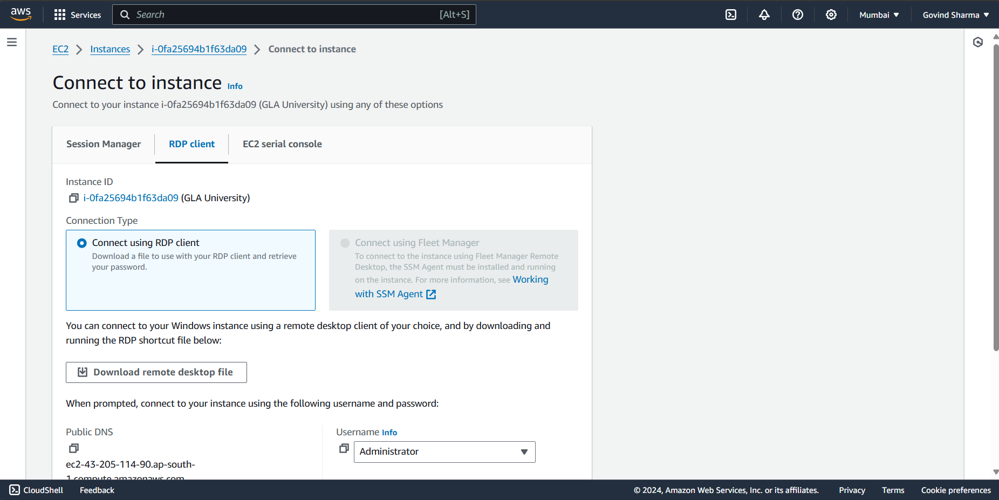 aws
Services
Search [Alt+S]
Mumbai
Govind Sharma
EC2 > Instances > i-0fa25694b1f63da09 > Connect to instance
Connect to instance Info
Connect to your instance i-0fa25694b1f63da09 (GLA University) using any of these options
Session Manager
RDP client
EC2 serial console
Instance ID
i-0fa25694b1f63da09 (GLA University)
Connection Type
Connect using RDP client
Download a file to use with your RDP client and retrieve
your password.
Connect using Fleet Manager
To connect to the instance using Fleet Manager Remote
Desktop, the SSM Agent must be installed and running
on the instance. For more information, see Working
with SSM Agent
You can connect to your Windows instance using a remote desktop client of your choice, and by downloading and
running the RDP shortcut file below:
Download remote desktop file
When prompted, connect to your instance using the following username and password:
Public DNS
ec2-43-205-114-90.ap-south-
1.compute.amazonaws.com
Username Info
Administrator
CloudShell
Feedback
© 2024, Amazon Web Services, Inc. or its affiliates.
Privacy
Terms
Cookie preferences